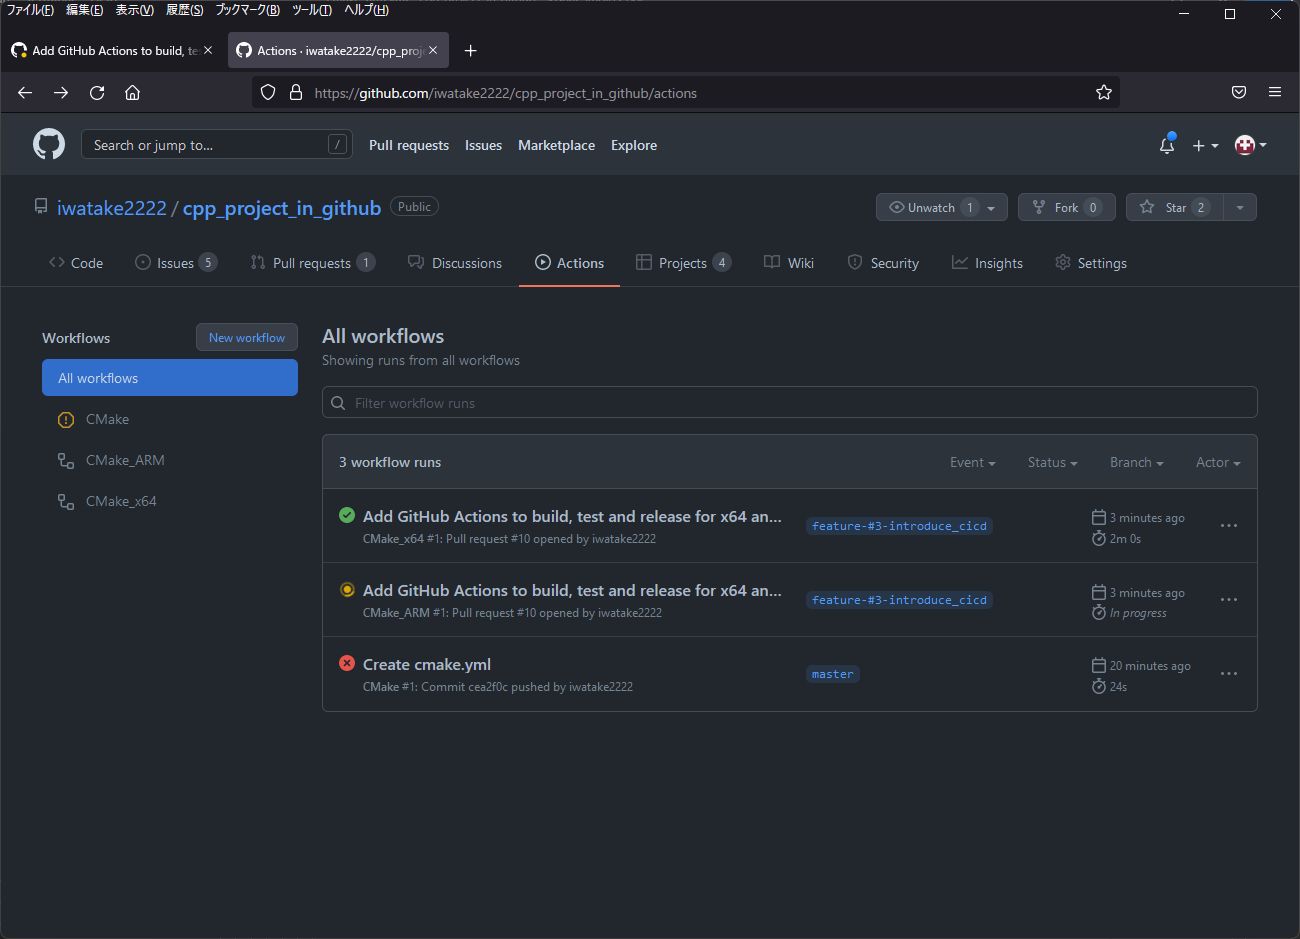 ファイル(F) 編集(E) 表示(V) 履歴(S) ブックマーク(B) ツール(T) ヘルプ(H)
Add GitHub Actions to build, te
Actions · iwatake2222/cpp_proj
https://github.com/iwatake2222/cpp_project_in_github/actions
Search or jump to... /
Pull requests Issues Marketplace Explore
iwatake2222 / cpp_project_in_github Public
Unwatch 1 Fork 0 Star 2
Code Issues 5 Pull requests 1 Discussions Actions Projects 4 Wiki Security Insights Settings
Workflows
New workflow
All workflows
CMake
CMake_ARM
CMake_x64
All workflows
Showing runs from all workflows
Filter workflow runs
3 workflow runs Event Status Branch Actor
Add GitHub Actions to build, test and release for x64 an...
CMake_x64 #1: Pull request #10 opened by iwatake2222
feature-#3-introduce_cicd
3 minutes ago
2m 0s
Add GitHub Actions to build, test and release for x64 an...
CMake_ARM #1: Pull request #10 opened by iwatake2222
feature-#3-introduce_cicd
3 minutes ago
In progress
Create cmake.yml
CMake #1: Commit cea2f0c pushed by iwatake2222
master
20 minutes ago
24s